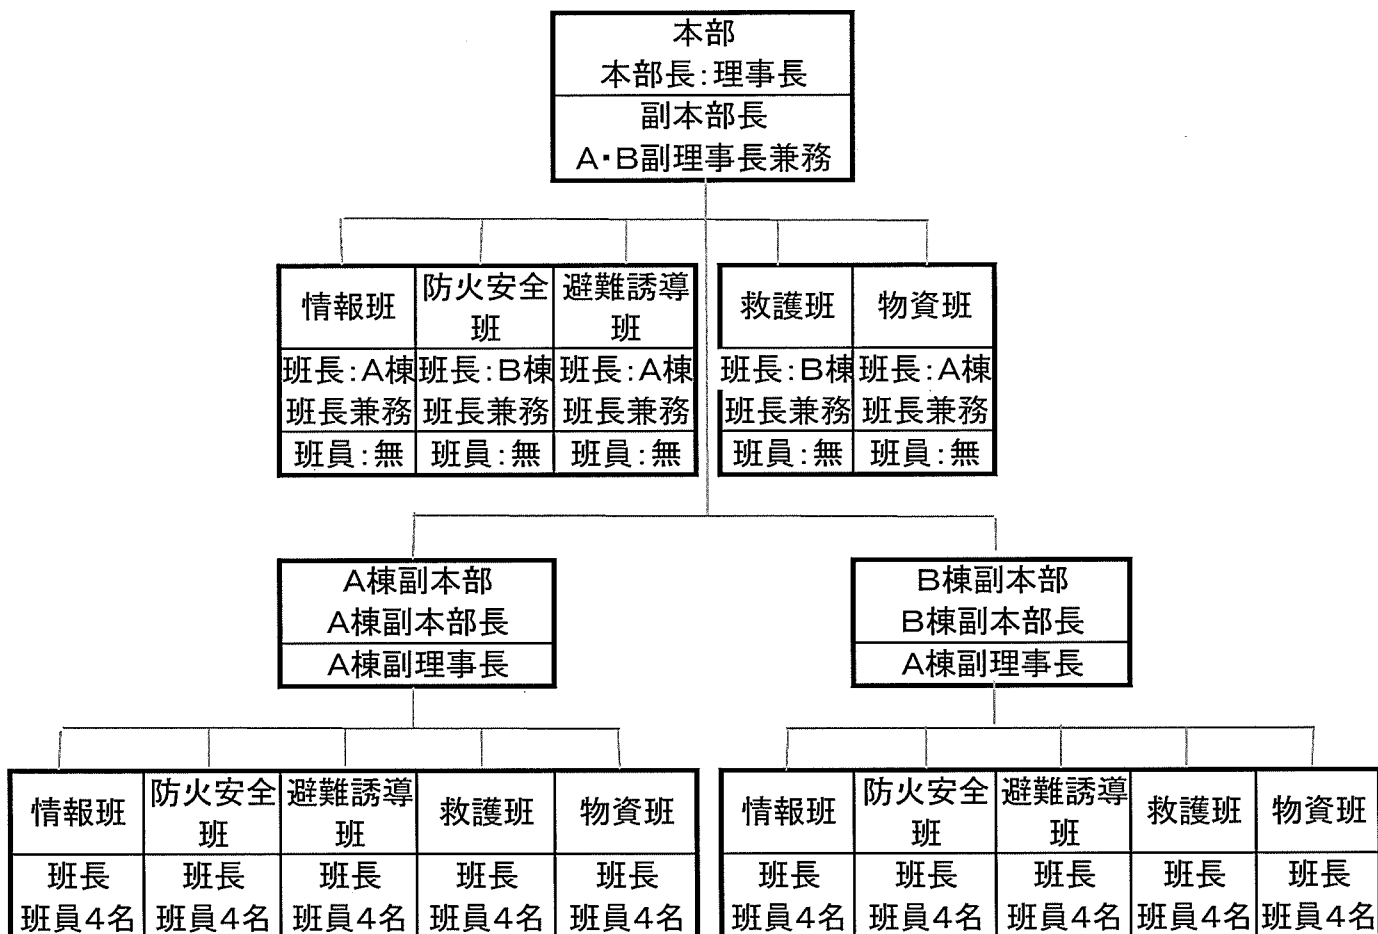 本部
本部長:理事長
副本部長
A・B副理事長兼務
情報班
防火安全
班
避難誘導
班
救護班
物資班
班長:A棟
班長兼務
班長:B棟
班長兼務
班長:A棟
班長兼務
班長:B棟
班長兼務
班長:A棟
班長兼務
班員:無
班員:無
班員:無
班員:無
班員:無
A棟副本部
A棟副本部長
A棟副理事長
B棟副本部
B棟副本部長
A棟副理事長
情報班
防火安全
班
避難誘導
班
救護班
物資班
班長
班員4名
班長
班員4名
班長
班員4名
班長
班員4名
班長
班員4名
情報班
防火安全
班
避難誘導
班
救護班
物資班
班長
班員4名
班長
班員4名
班長
班員4名
班長
班員4名
班長
班員4名